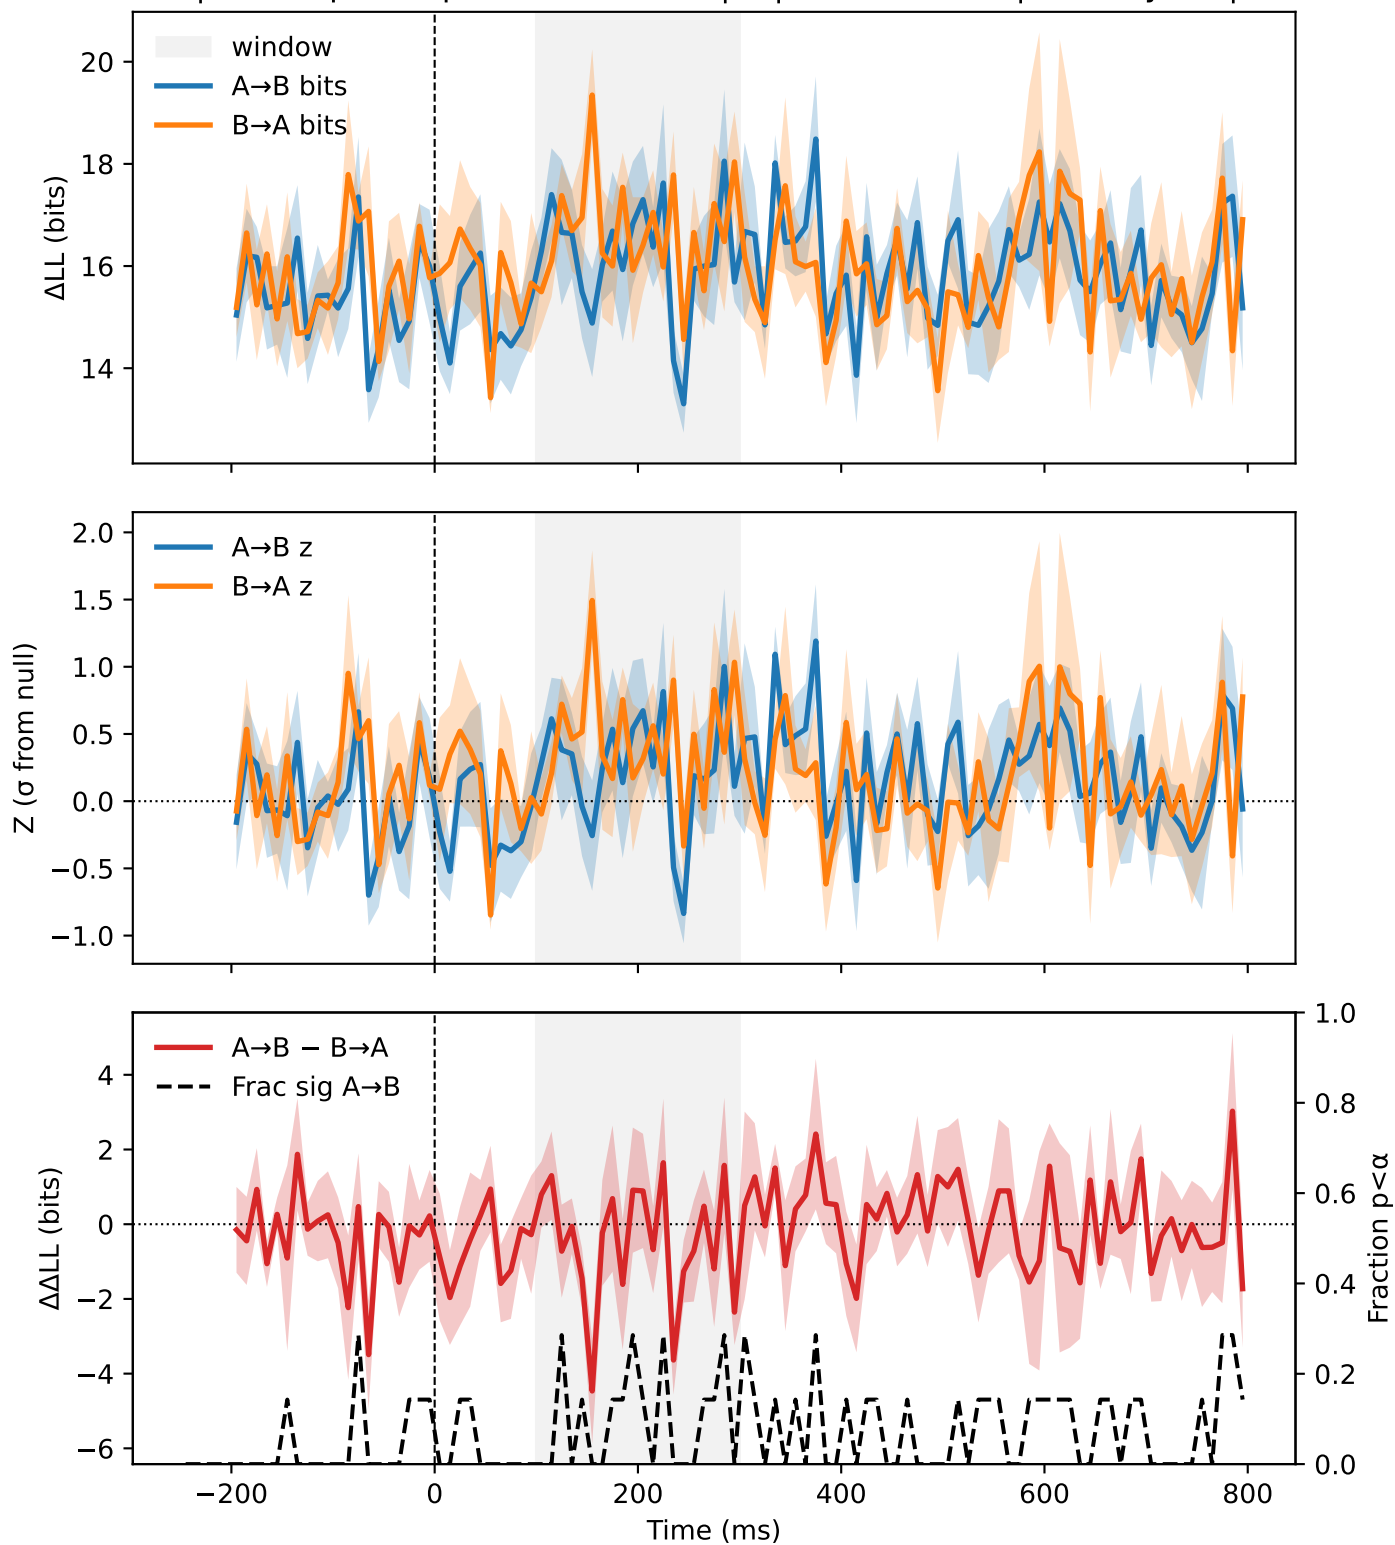 window
A→B bits
B→A bits
20
18
16
14
ΔLL (bits)
A→B z
B→A z
2.0
1.5
1.0
0.5
0.0
−0.5
−1.0
Z (σ from null)
A→B − B→A
Frac sig A→B
4
2
0
−2
−4
−6
ΔΔLL (bits)
1.0
0.8
0.6
0.4
0.2
0.0
Fraction p<α
−200 0 200 400 600 800
Time (ms)